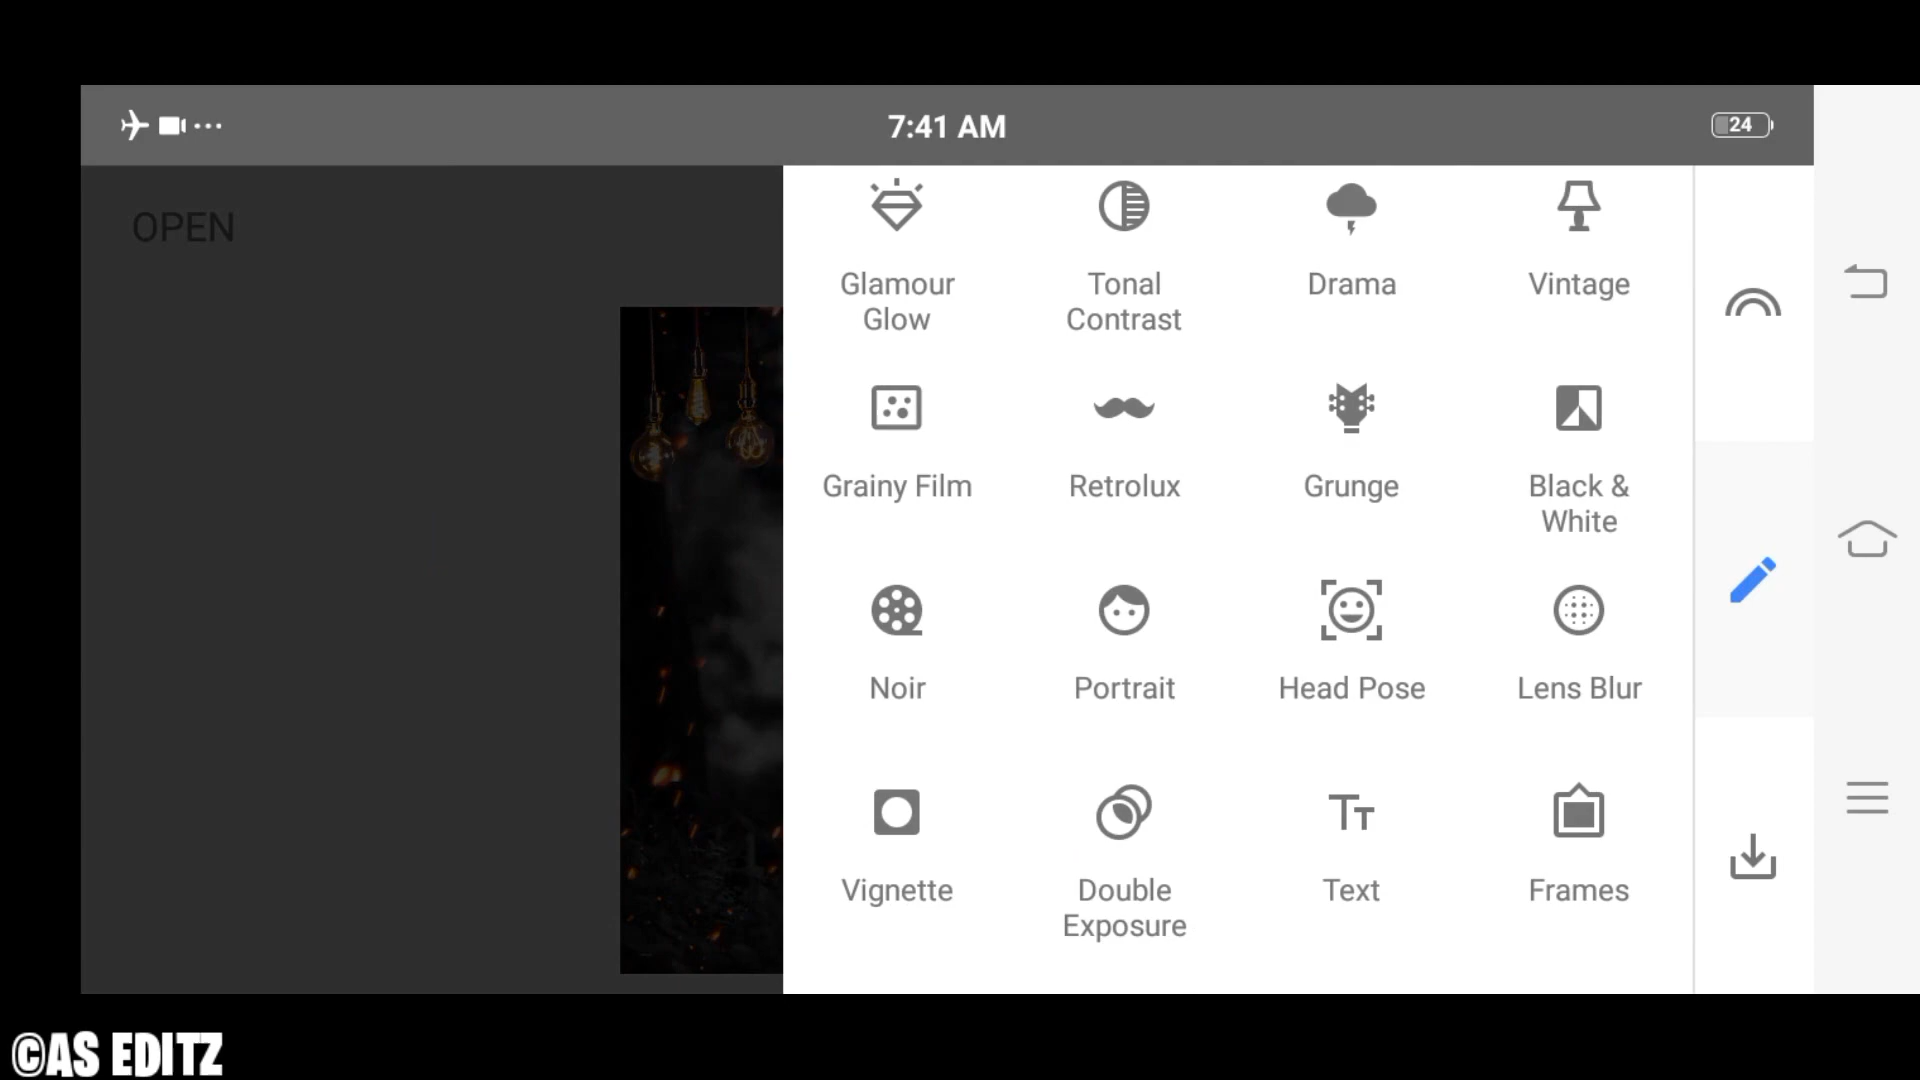 7:41 AM
24
OPEN
Glamour
Glow
Tonal
Contrast
Drama
Vintage
Grainy Film
Retrolux
Grunge
Black &
White
Noir
Portrait
Head Pose
Lens Blur
Vignette
Double
Exposure
Text
Frames
©AS EDITZ